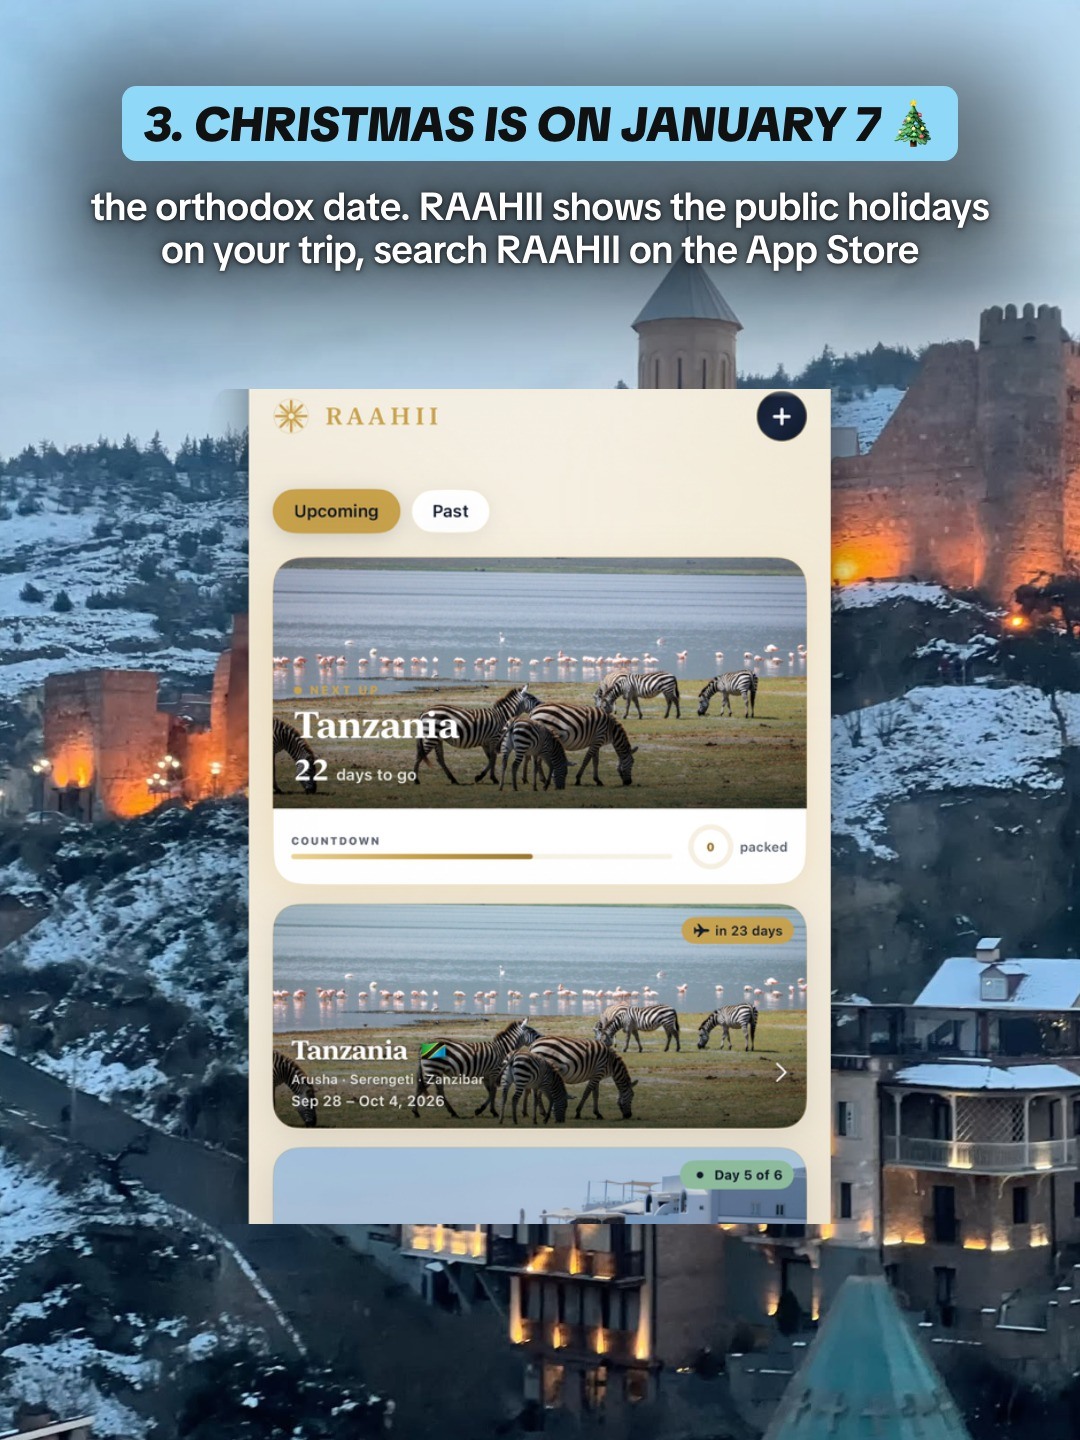 3. CHRISTMAS IS ON JANUARY 7 🎄
the orthodox date. RAAHII shows the public holidays
on your trip, search RAAHII on the App Store
RAAHII
Upcoming
Past
NEXT UP
Tanzania
22 days to go
COUNTDOWN
0 packed
in 23 days
Tanzania 🇹🇿
Arusha · Serengeti · Zanzibar
Sep 28 – Oct 4, 2026
Day 5 of 6